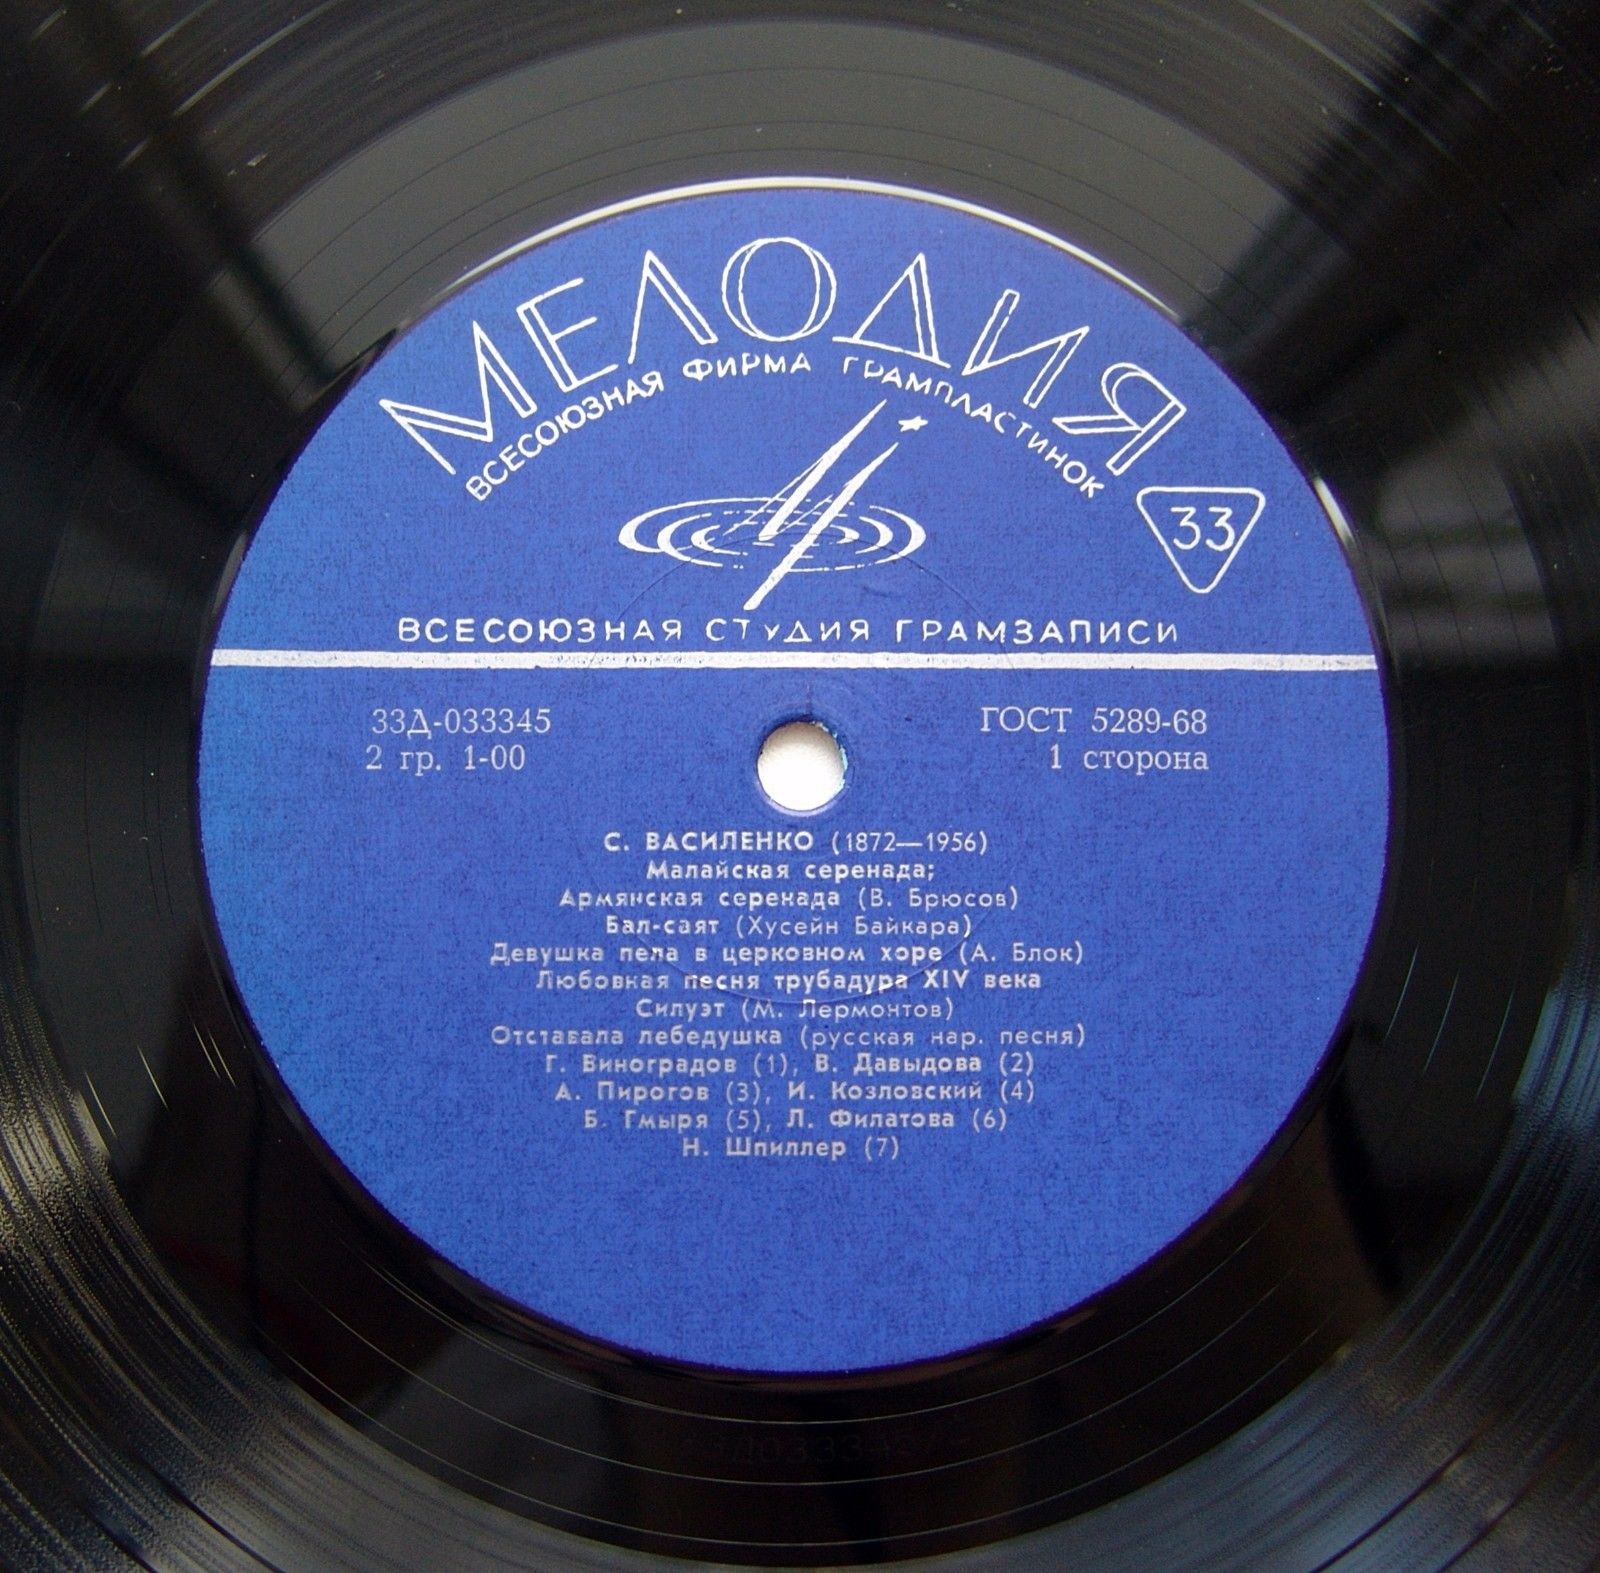 МЕЛОДИЯ
ВСЕСОЮЗНАЯ ФИРМА ГРАМПЛАСТИНОК
33
ВСЕСОЮЗНАЯ СТУДИЯ ГРАМЗАПИСИ
33Д-033345 ГОСТ 5289-68
2 гр. 1-00 1 сторона
С. ВАСИЛЕНКО (1872—1956)
Малайская серенада;
Армянская серенада (В. Брюсов)
Бал-саят (Хусейн Байкара)
Девушка пела в церковном хоре (А. Блок)
Любовная песня трубадура XIV века
Силуэт (М. Лермонтов)
Отставала лебедушка (русская нар. песня)
Г. Виноградов (1), В. Давыдова (2)
А. Пирогов (3), И. Козловский (4)
Б. Гмыря (5), Л. Филатова (6)
Н. Шпиллер (7)